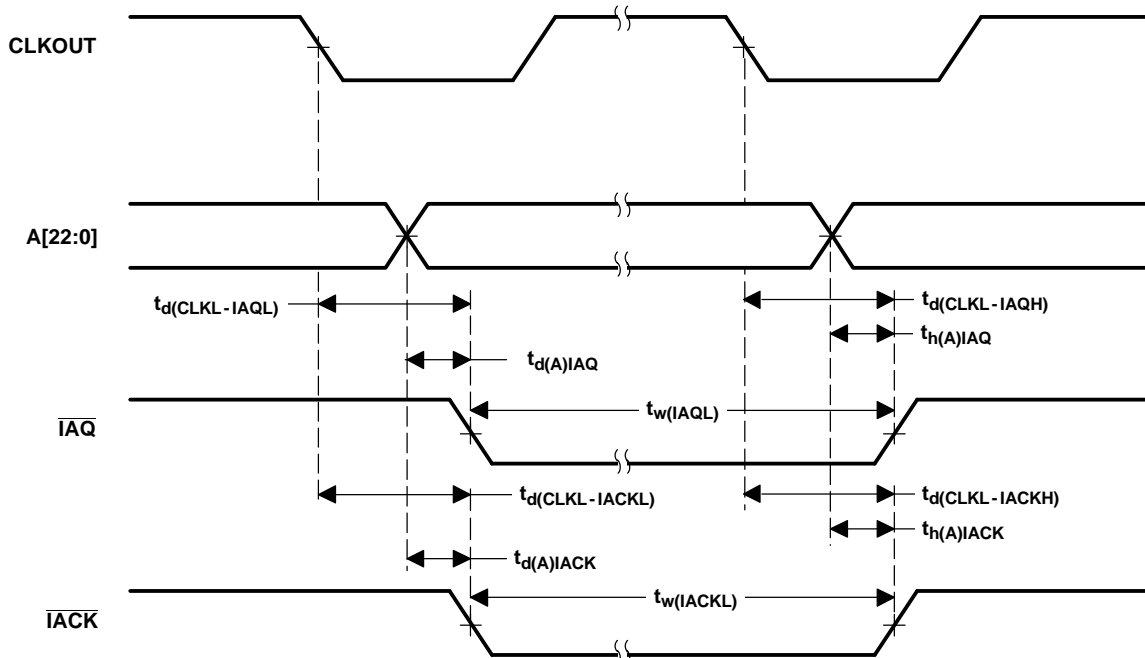 CLKOUT
A[22:0]
td(CLKL-IAQL)
td(CLKL-IAQH)
th(A)IAQ
td(A)IAQ
tw(IAQL)
IAQ
td(CLKL-IACKL)
td(CLKL-IACKH)
th(A)IACK
td(A)IACK
tw(IACKL)
IACK